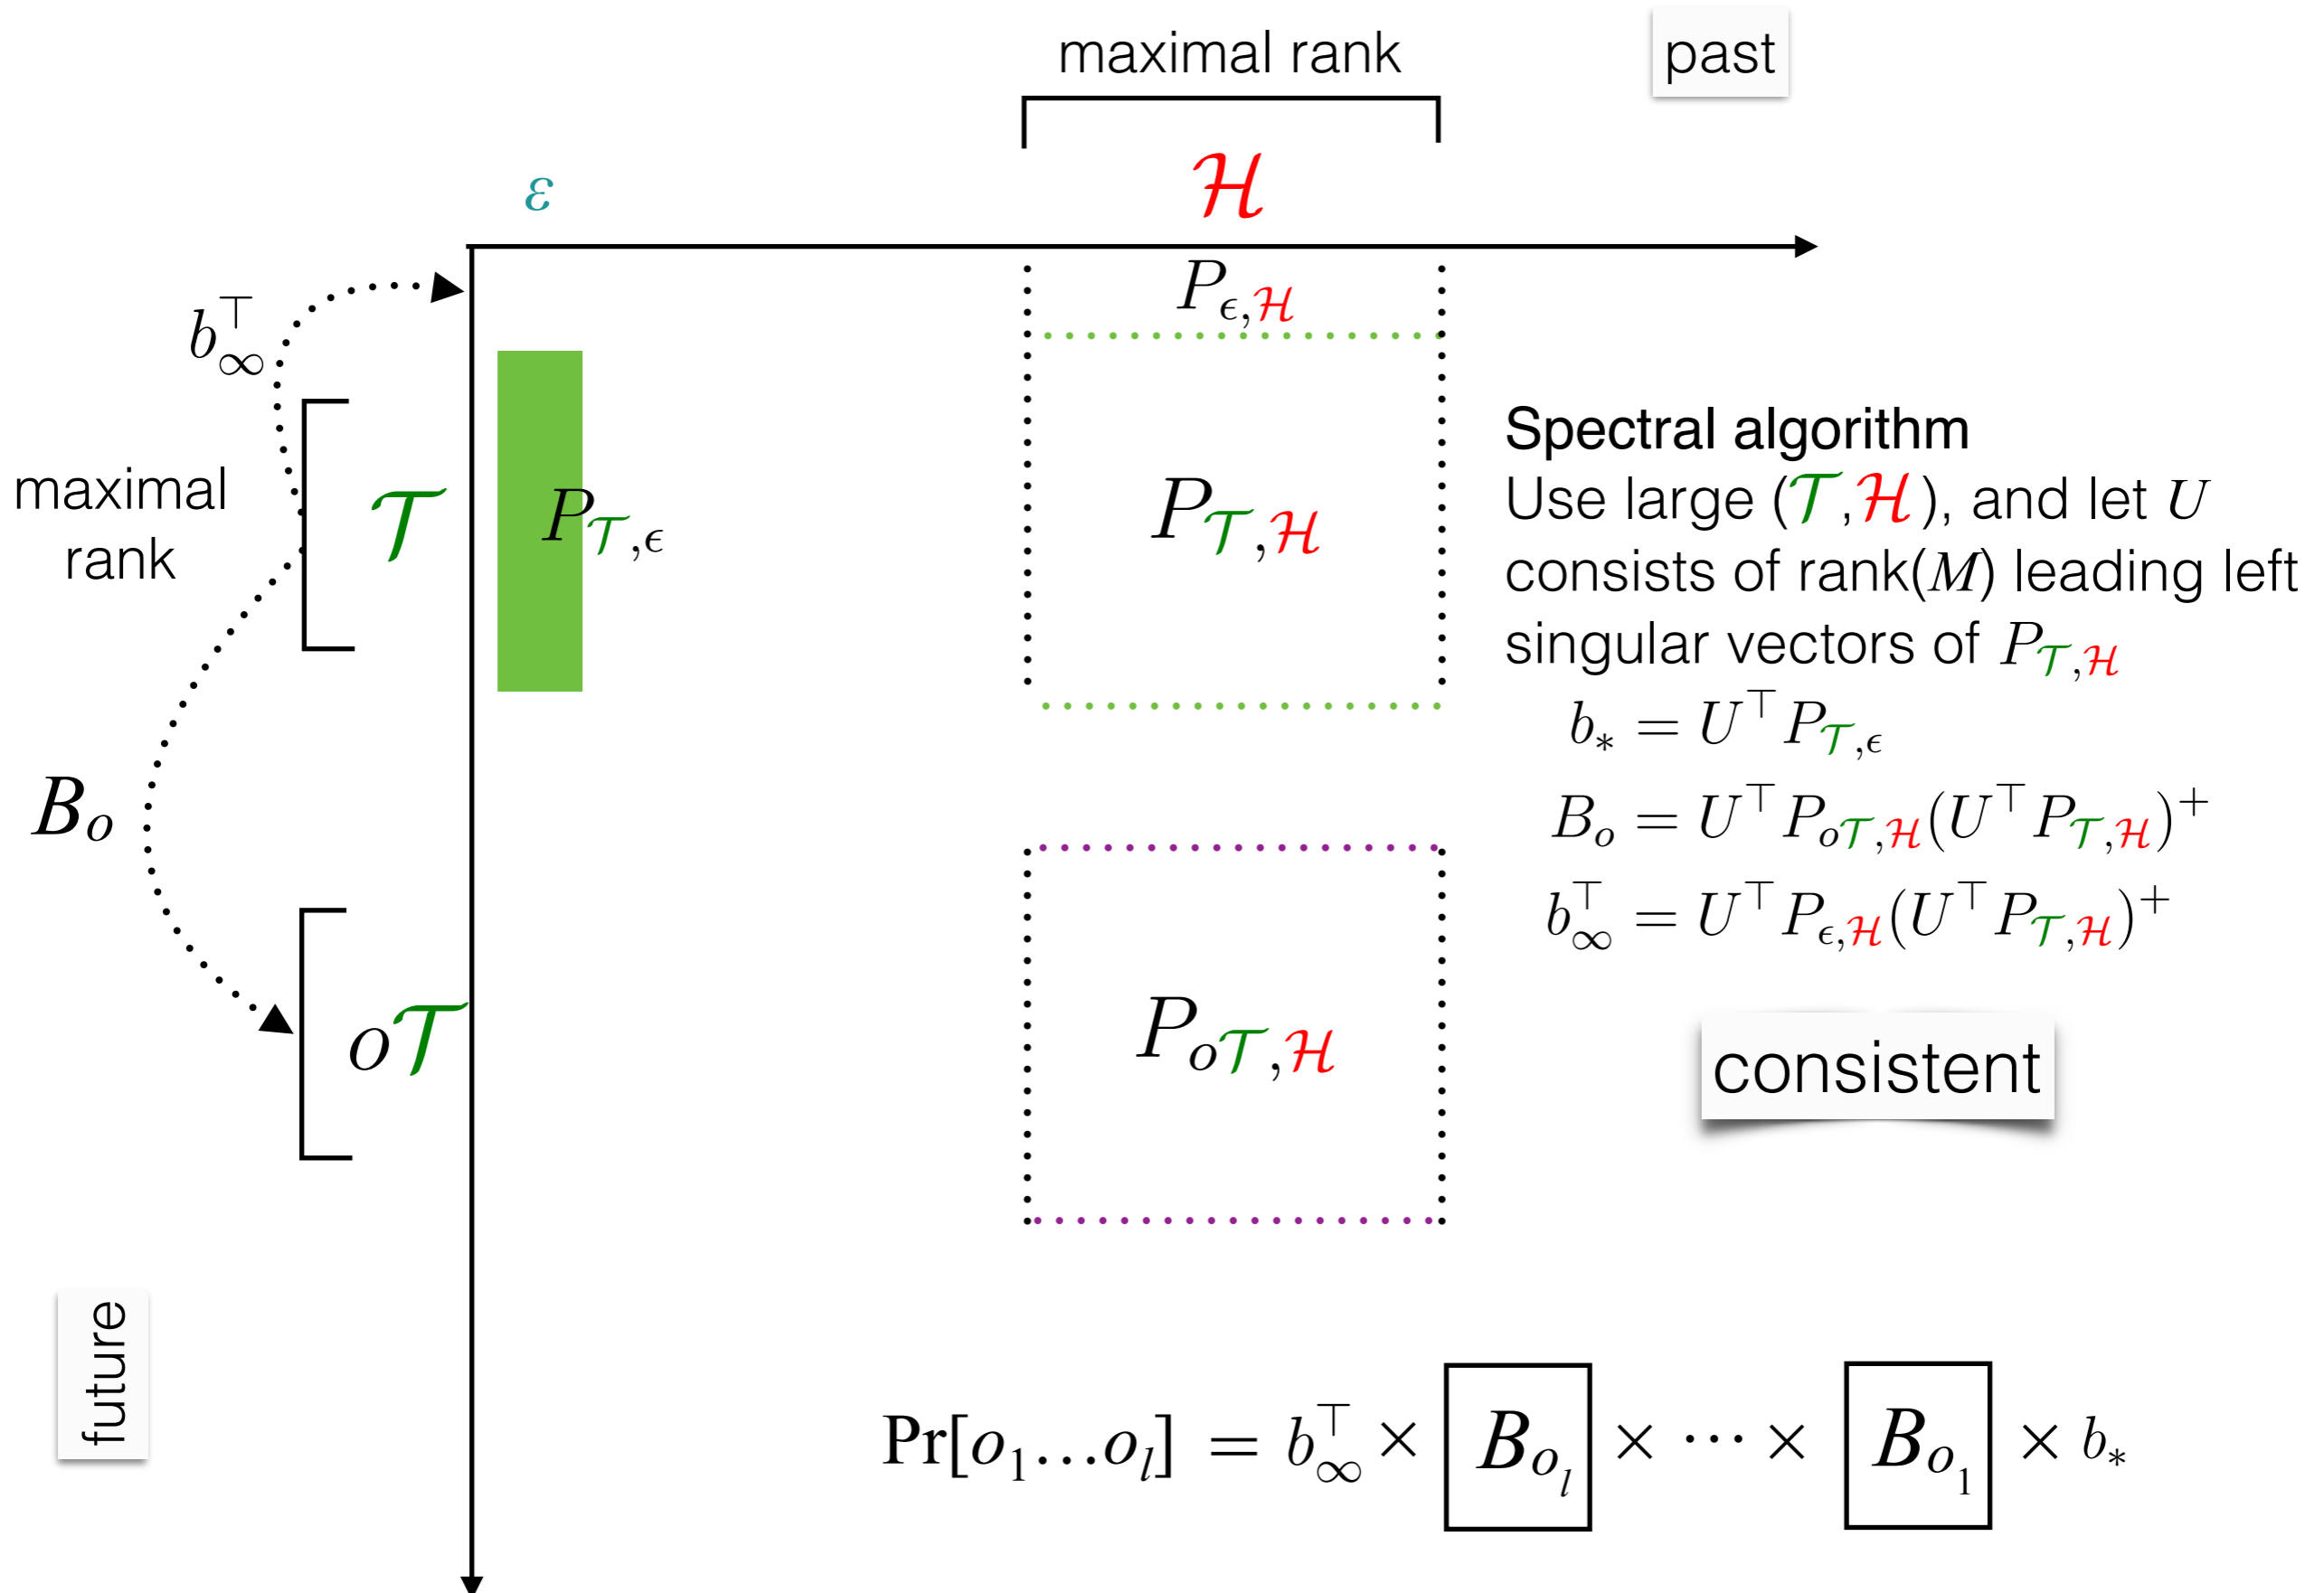 maximal rank
past
ε
ℋ
b_∞^⊤
P_{ϵ,ℋ}
maximal
rank
𝒯
P_{𝒯,ϵ}
P_{𝒯,ℋ}
Spectral algorithm
Use large (𝒯,ℋ), and let U
consists of rank(M) leading left
singular vectors of P_{𝒯,ℋ}
b_* = U^⊤ P_{𝒯,ϵ}
B_o = U^⊤ P_{o𝒯,ℋ}(U^⊤ P_{𝒯,ℋ})^+
b_∞^⊤ = U^⊤ P_{ϵ,ℋ}(U^⊤ P_{𝒯,ℋ})^+
B_o
o𝒯
P_{o𝒯,ℋ}
consistent
future
Pr[o_1…o_l] = b_∞^⊤ × B_{o_l} × ⋯ × B_{o_1} × b_*